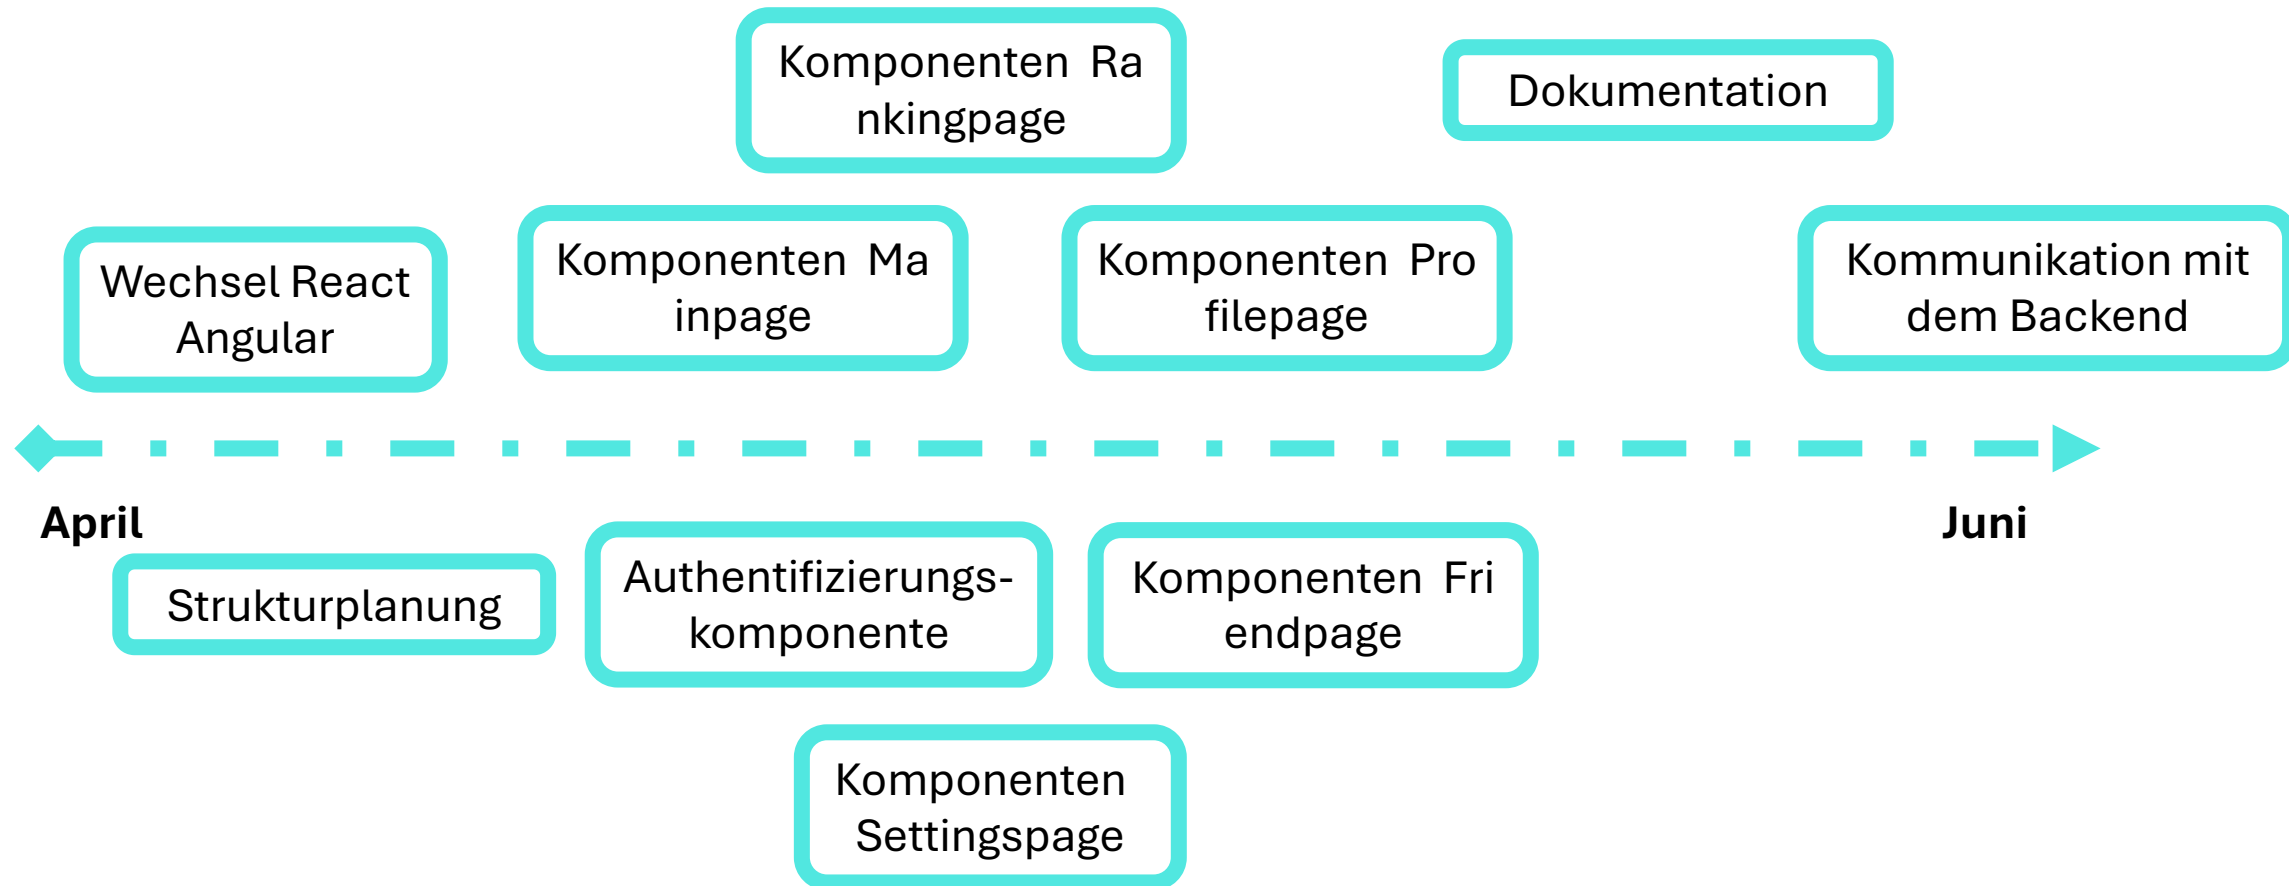 Komponenten Ra
nkingpage
Dokumentation
Wechsel React
Angular
Komponenten Ma
inpage
Komponenten Pro
filepage
Kommunikation mit
dem Backend
April
Juni
Strukturplanung
Authentifizierungs-
komponente
Komponenten Fri
endpage
Komponenten
Settingspage